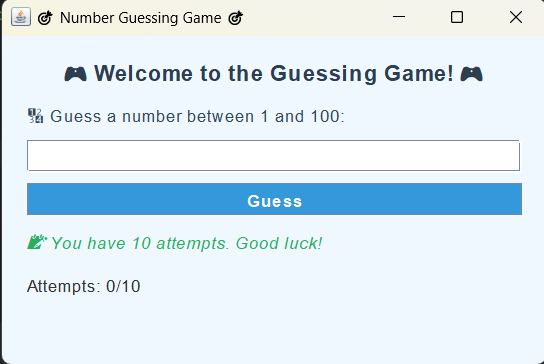 🎯 Number Guessing Game 🎯
🎮 Welcome to the Guessing Game! 🎮
🔢 Guess a number between 1 and 100:
Guess
🎉 You have 10 attempts. Good luck!
Attempts: 0/10